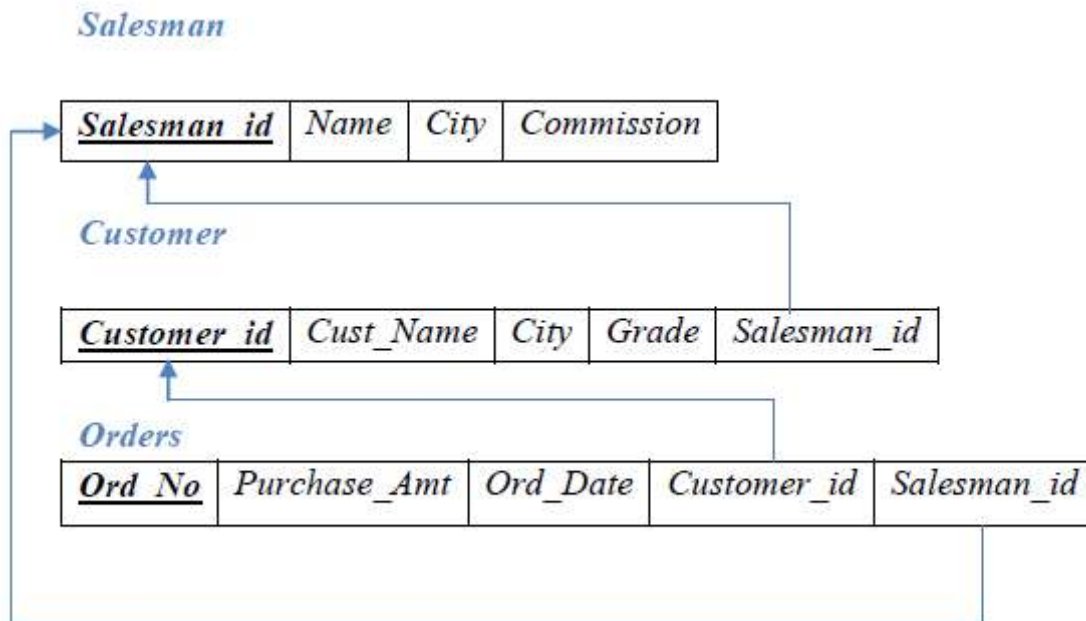 Salesman
Salesman_id Name City Commission
Customer
Customer_id Cust_Name City Grade Salesman_id
Orders
Ord_No Purchase_Amt Ord_Date Customer_id Salesman_id